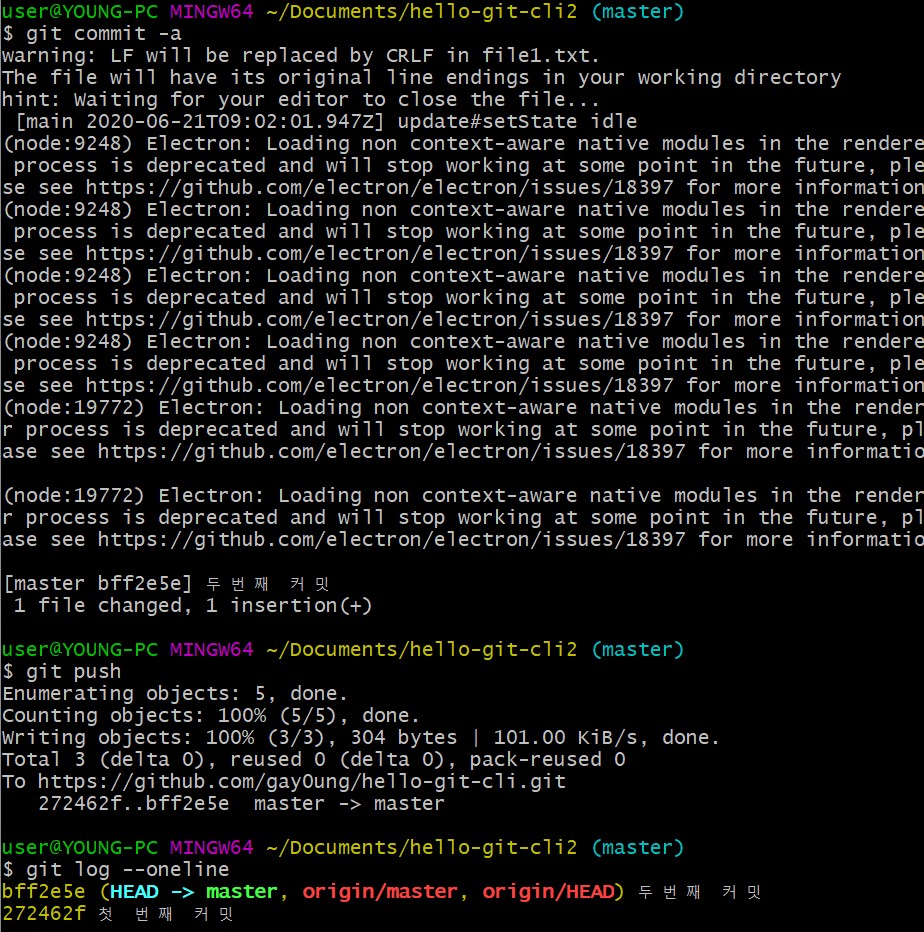 user@YOUNG-PC MINGW64 ~/Documents/hello-git-cli2 (master)
$ git commit -a
warning: LF will be replaced by CRLF in file1.txt.
The file will have its original line endings in your working directory
hint: Waiting for your editor to close the file...
[main 2020-06-21T09:02:01.947Z] update#setState idle
(node:9248) Electron: Loading non context-aware native modules in the rendere
process is deprecated and will stop working at some point in the future, ple
se see https://github.com/electron/electron/issues/18397 for more information
(node:9248) Electron: Loading non context-aware native modules in the rendere
process is deprecated and will stop working at some point in the future, ple
se see https://github.com/electron/electron/issues/18397 for more information
(node:9248) Electron: Loading non context-aware native modules in the rendere
process is deprecated and will stop working at some point in the future, ple
se see https://github.com/electron/electron/issues/18397 for more information
(node:9248) Electron: Loading non context-aware native modules in the rendere
process is deprecated and will stop working at some point in the future, ple
se see https://github.com/electron/electron/issues/18397 for more information
(node:19772) Electron: Loading non context-aware native modules in the render
r process is deprecated and will stop working at some point in the future, pl
ase see https://github.com/electron/electron/issues/18397 for more informatio
(node:19772) Electron: Loading non context-aware native modules in the render
r process is deprecated and will stop working at some point in the future, pl
ase see https://github.com/electron/electron/issues/18397 for more informatio
[master bff2e5e] 두번째 커밋
1 file changed, 1 insertion(+)
user@YOUNG-PC MINGW64 ~/Documents/hello-git-cli2 (master)
$ git push
Enumerating objects: 5, done.
Counting objects: 100% (5/5), done.
Writing objects: 100% (3/3), 304 bytes | 101.00 KiB/s, done.
Total 3 (delta 0), reused 0 (delta 0), pack-reused 0
To https://github.com/gay0ung/hello-git-cli.git
272462f..bff2e5e  master -> master
user@YOUNG-PC MINGW64 ~/Documents/hello-git-cli2 (master)
$ git log --oneline
bff2e5e (HEAD -> master, origin/master, origin/HEAD) 두번째 커밋
272462f 첫 번째 커밋